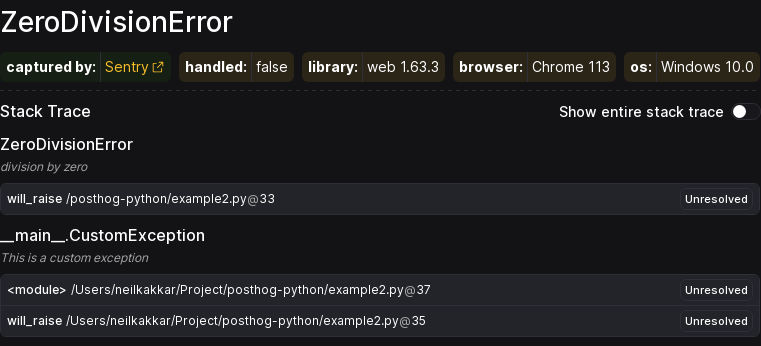 ZeroDivisionError
captured by: Sentry handled: false library: web 1.63.3 browser: Chrome 113 os: Windows 10.0
Stack Trace Show entire stack trace
ZeroDivisionError
division by zero
will_raise /posthog-python/example2.py@33 Unresolved
__main__.CustomException
This is a custom exception
<module> /Users/neilkakkar/Project/posthog-python/example2.py@37 Unresolved
will_raise /Users/neilkakkar/Project/posthog-python/example2.py@35 Unresolved